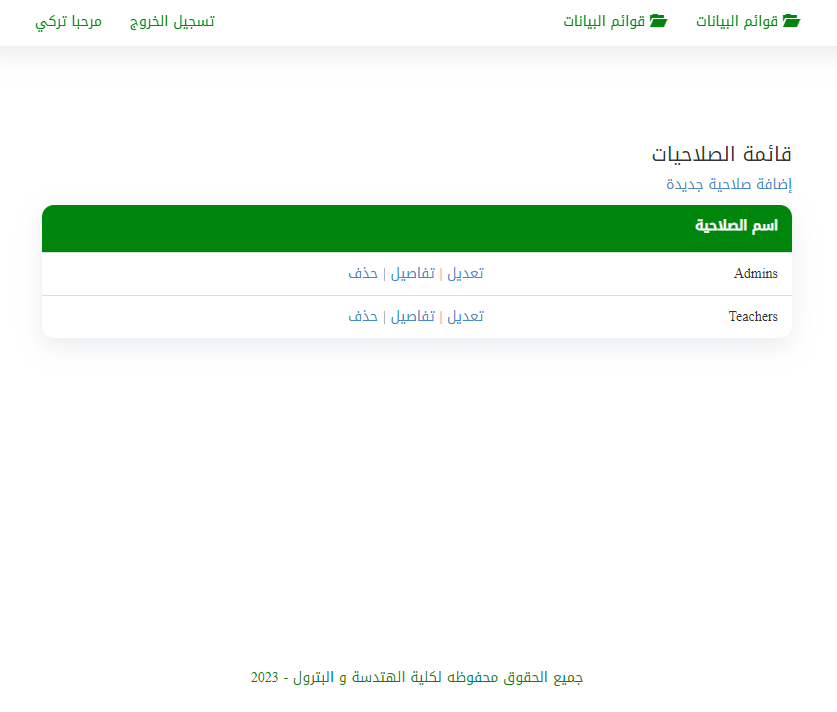 قوائم البيانات قوائم البيانات تسجيل الخروج مرحبا تركي
قائمة الصلاحيات
إضافة صلاحية جديدة
اسم الصلاحية
Admins تعديل | تفاصيل | حذف
Teachers تعديل | تفاصيل | حذف
جميع الحقوق محفوظه لكلية الهتدسة و البترول - 2023